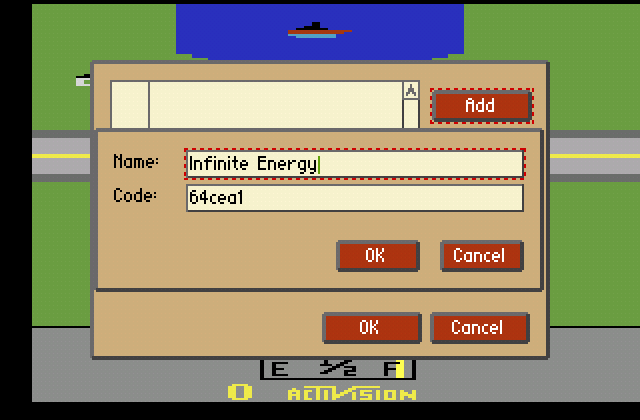 Add
Name: Infinite Energy
Code: 64cea1
OK Cancel
OK Cancel
E 1/2 F
0 ACTIVISION